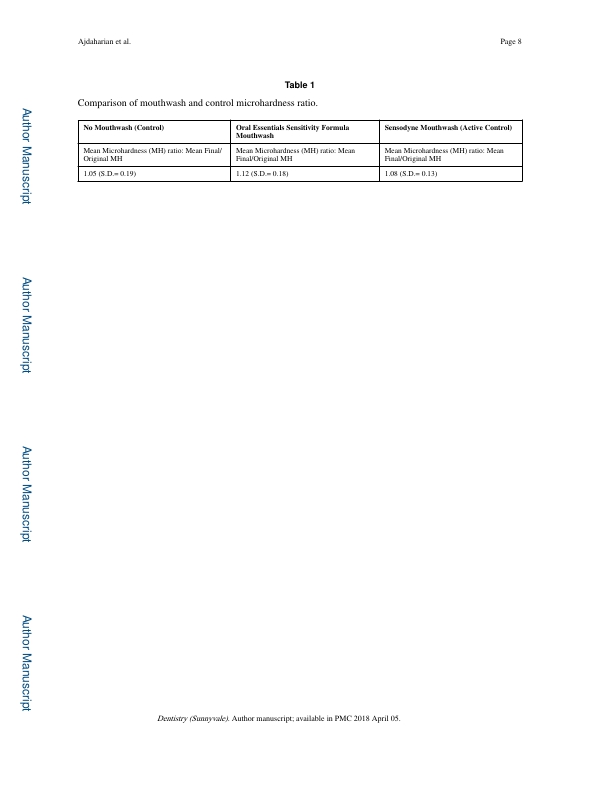 Ajdaharian et al.
Page 8
Table 1
Comparison of mouthwash and control microhardness ratio.
No Mouthwash (Control)
Oral Essentials Sensitivity Formula
Mouthwash
Sensodyne Mouthwash (Active Control)
Mean Microhardness (MH) ratio: Mean Final/
Original MH
Mean Microhardness (MH) ratio: Mean
Final/Original MH
Mean Microhardness (MH) ratio: Mean
Final/Original MH
1.05 (S.D.= 0.19)
1.12 (S.D.= 0.18)
1.08 (S.D.= 0.13)
Author Manuscript
Author Manuscript
Author Manuscript
Author Manuscript
Dentistry (Sunnyvale). Author manuscript; available in PMC 2018 April 05.